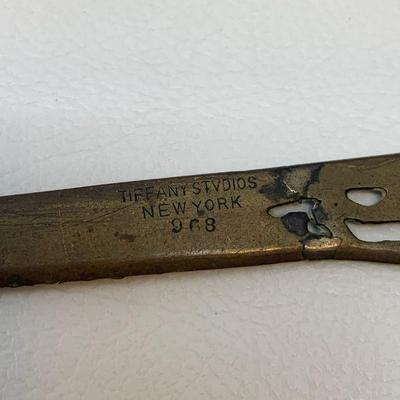 TIFFANY STVDIOS
NEW YORK
968